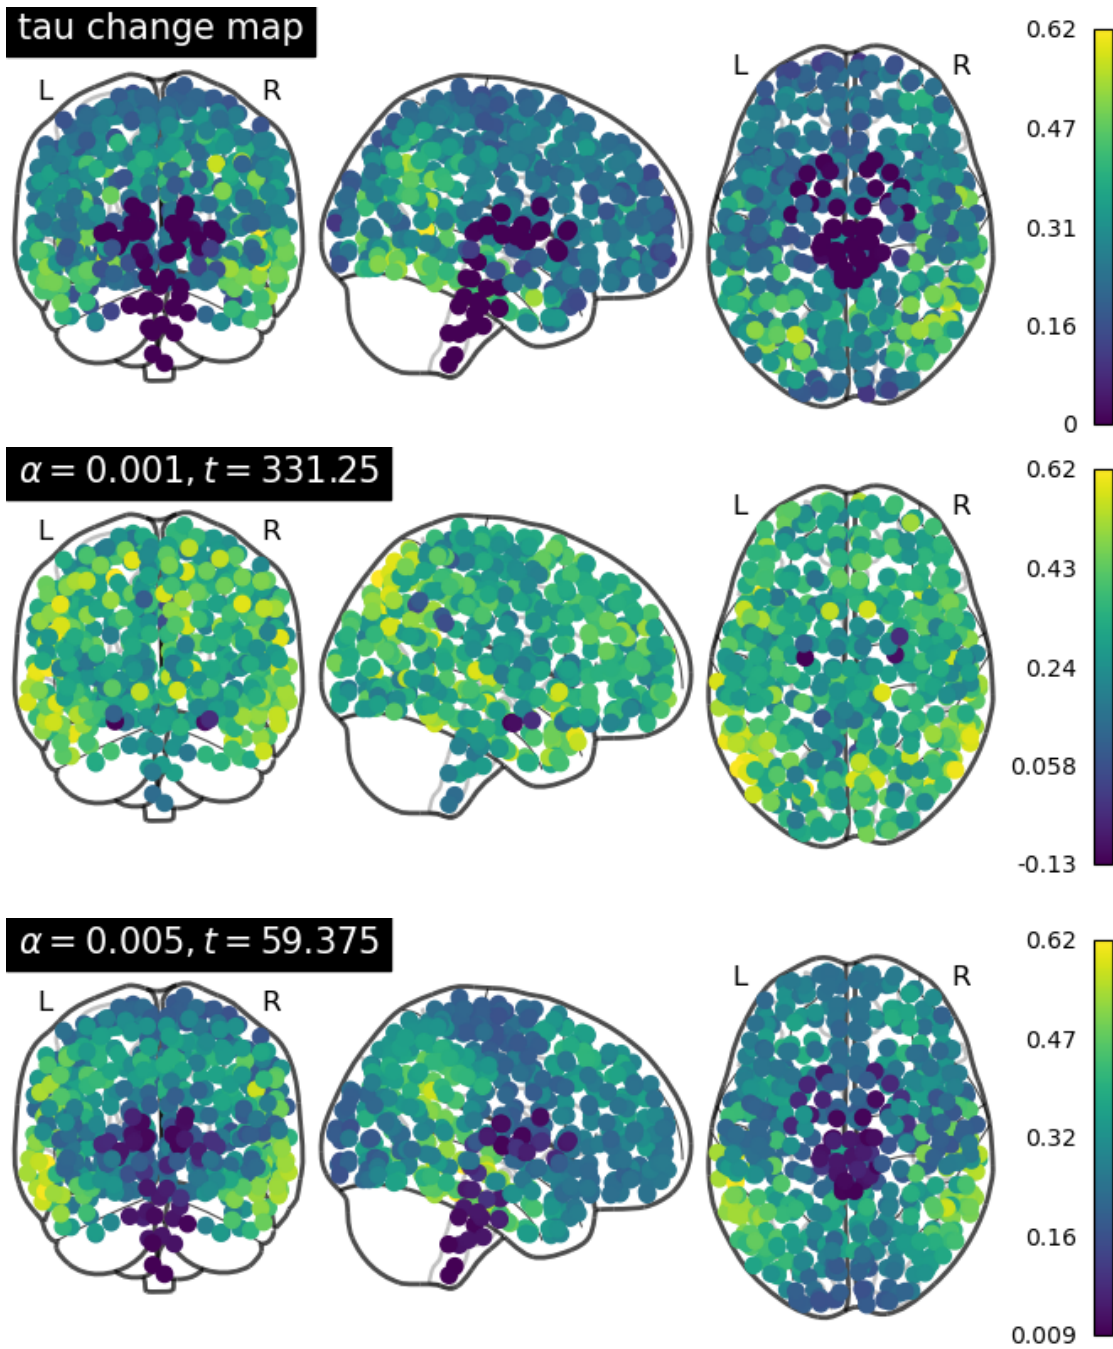 tau change map
L R L R
0.62
0.47
0.31
0.16
0
α = 0.001, t = 331.25
L R L R
0.62
0.43
0.24
0.058
-0.13
α = 0.005, t = 59.375
L R L R
0.62
0.47
0.32
0.16
0.009